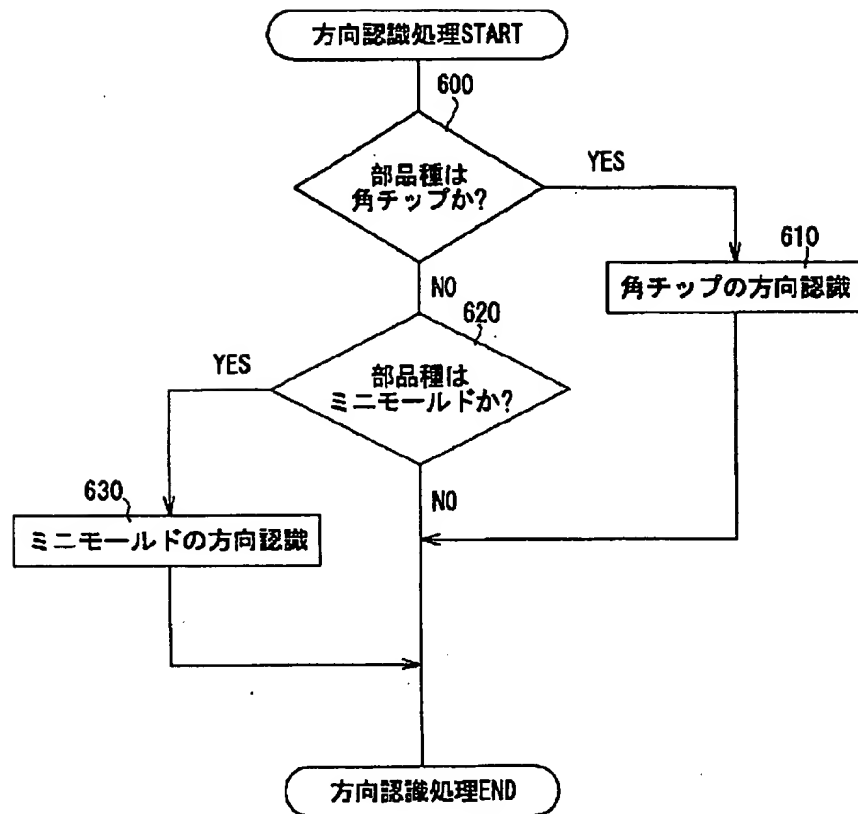 方向認識処理START
600
部品種は
角チップか?
YES
610
角チップの方向認識
NO
620
部品種は
ミニモールドか?
YES
630
ミニモールドの方向認識
NO
方向認識処理END